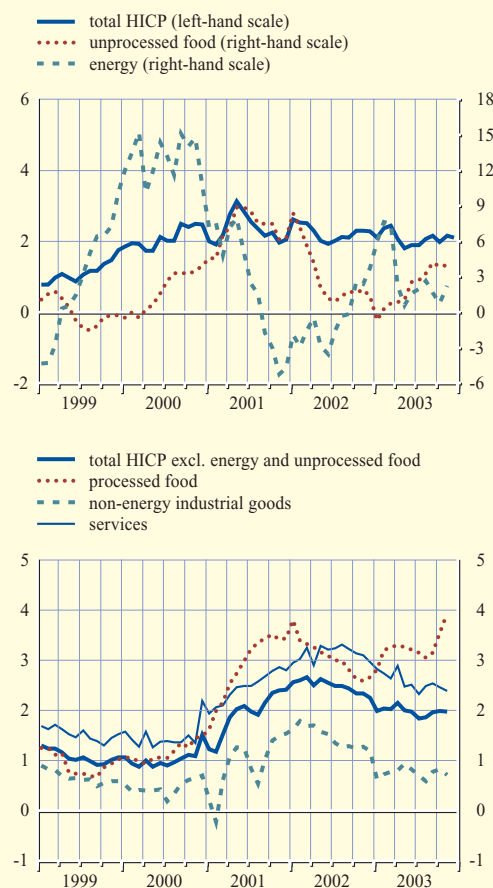 total HICP (left-hand scale)
unprocessed food (right-hand scale)
energy (right-hand scale)
6 18
15
4 12
9
2 6
3
0 0
-3
-2 -6
1999 2000 2001 2002 2003
total HICP excl. energy and unprocessed food
processed food
non-energy industrial goods
services
5 5
4 4
3 3
2 2
1 1
0 0
-1 -1
1999 2000 2001 2002 2003